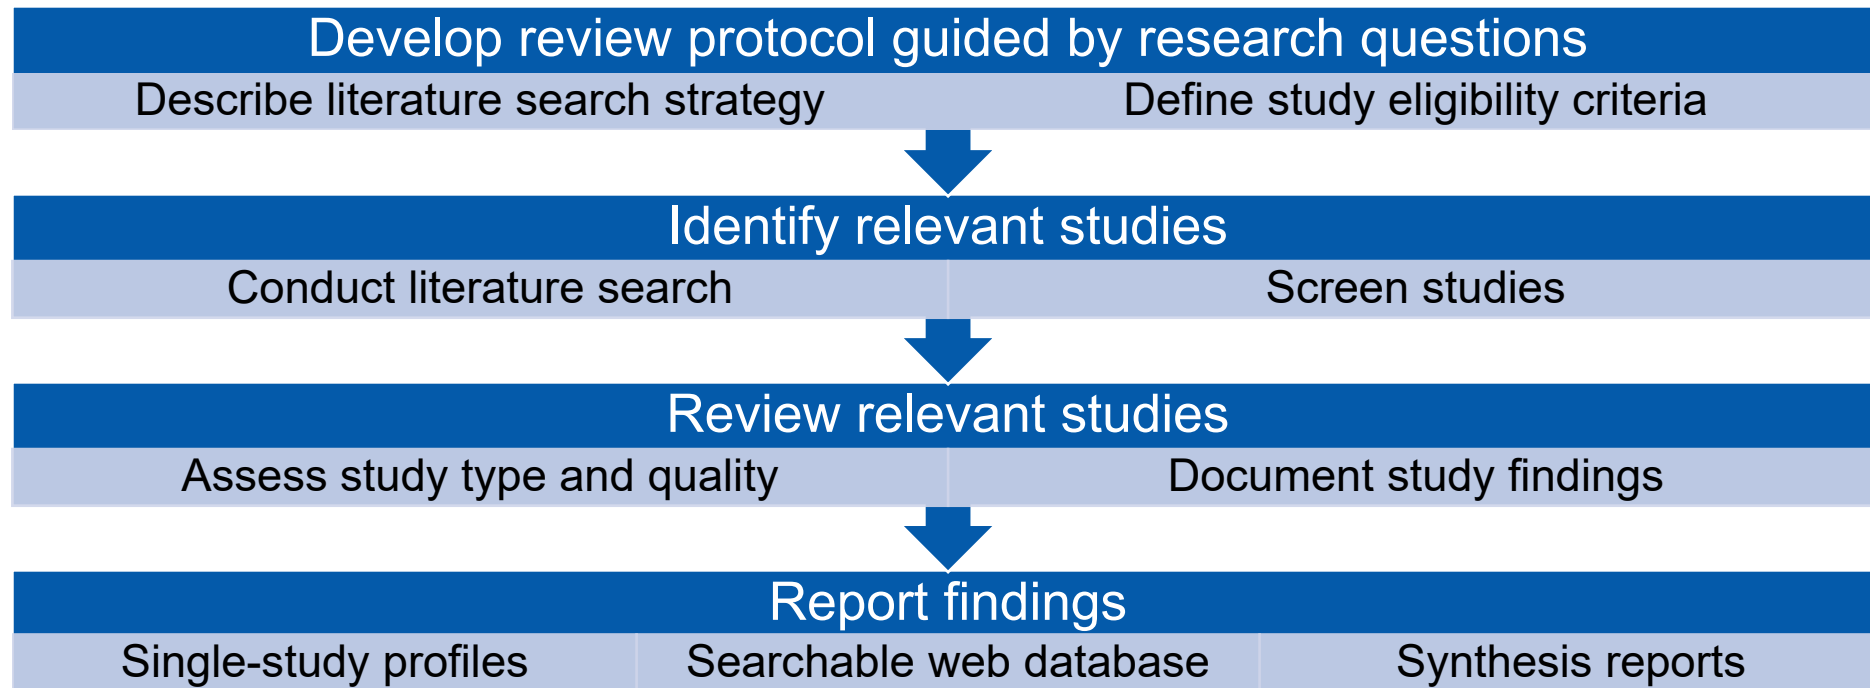 Develop review protocol guided by research questions
Describe literature search strategy
Define study eligibility criteria
Identify relevant studies
Conduct literature search
Screen studies
Review relevant studies
Assess study type and quality
Document study findings
Report findings
Single-study profiles
Searchable web database
Synthesis reports